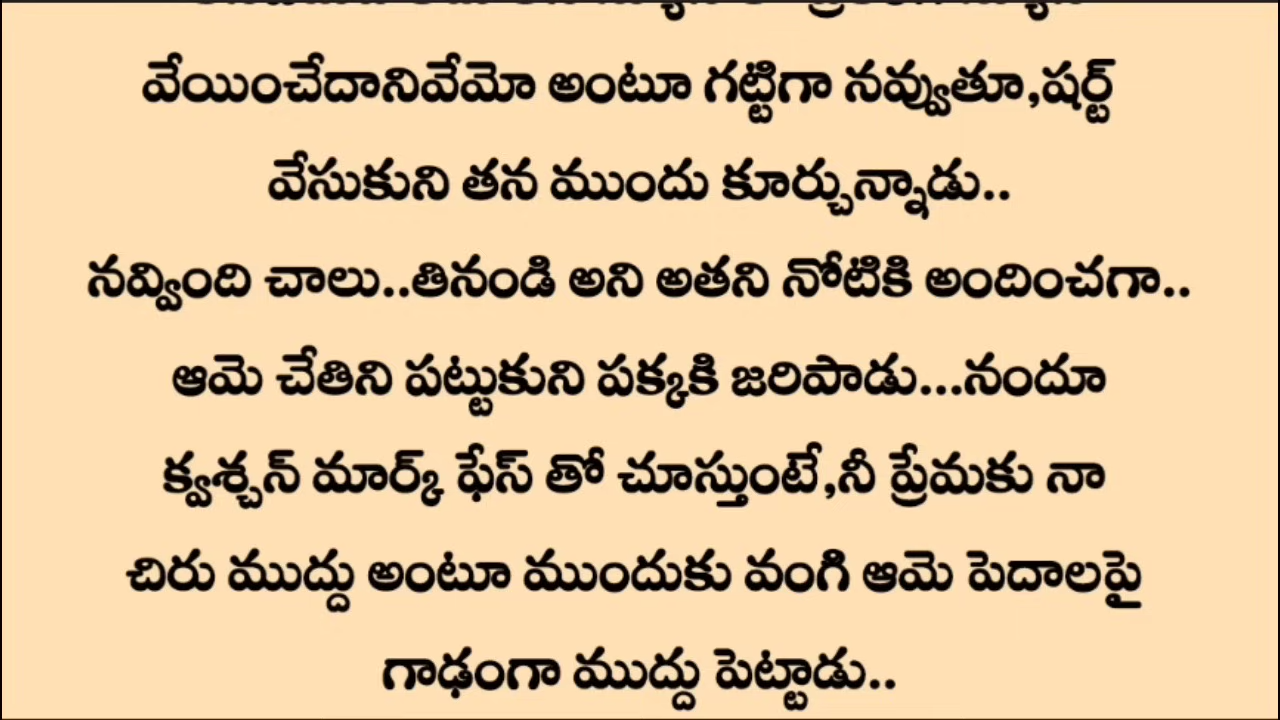 వేయించేదానివేమో అంటూ గట్టిగా నవ్వుతూ,షర్ట్
వేసుకుని తన ముందు కూర్చున్నాడు..
నవ్వింది చాలు..తినండి అని అతని నోటికి అందించగా..
ఆమె చేతిని పట్టుకుని పక్కకి జరిపాడు...నందూ
క్వశ్చన్ మార్క్ ఫేస్ తో చూస్తుంటే,నీ ప్రేమకు నా
చిరు ముద్దు అంటూ ముందుకు వంగి ఆమె పెదాలపై
గాఢంగా ముద్దు పెట్టాడు..